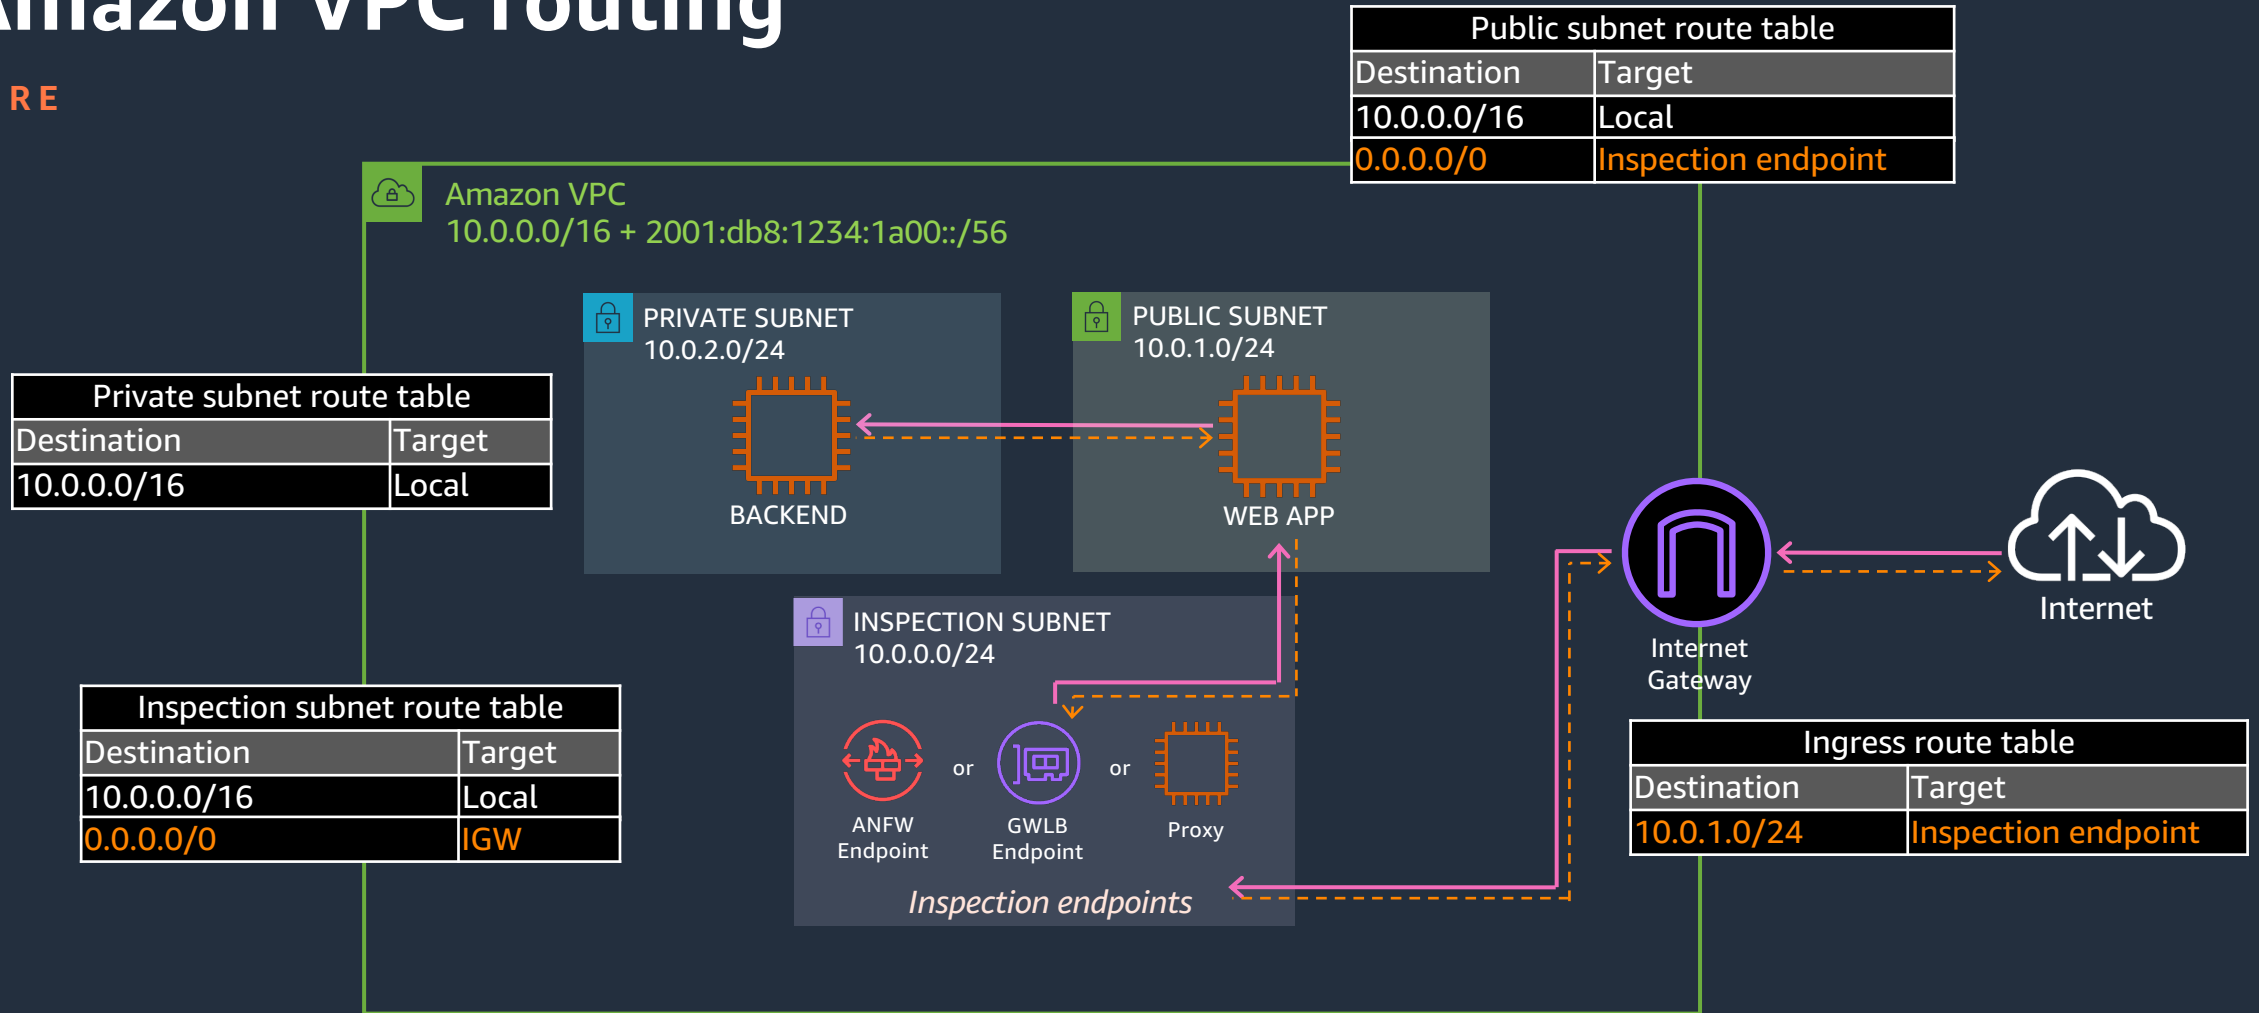 Amazon VPC routing
RE
Public subnet route table
Destination Target
10.0.0.0/16 Local
0.0.0.0/0 Inspection endpoint
Amazon VPC
10.0.0.0/16 + 2001:db8:1234:1a00::/56
PRIVATE SUBNET
10.0.2.0/24
BACKEND
PUBLIC SUBNET
10.0.1.0/24
WEB APP
Private subnet route table
Destination Target
10.0.0.0/16 Local
Internet
Gateway
Internet
INSPECTION SUBNET
10.0.0.0/24
ANFW
Endpoint
or
GWLB
Endpoint
or
Proxy
Inspection endpoints
Inspection subnet route table
Destination Target
10.0.0.0/16 Local
0.0.0.0/0 IGW
Ingress route table
Destination Target
10.0.1.0/24 Inspection endpoint